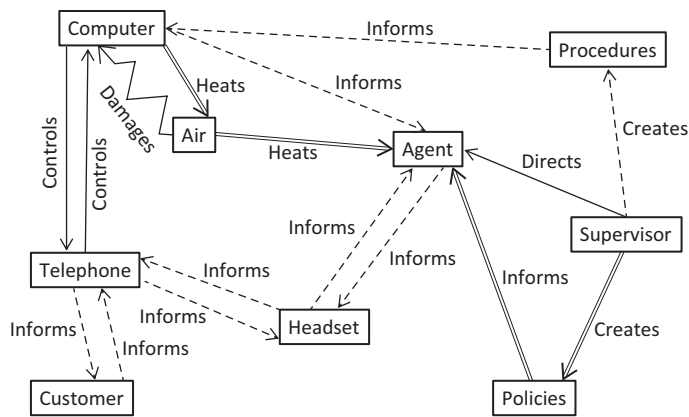 Computer
Informs
Procedures
Heats
Informs
Damages
Air
Heats
Agent
Creates
Controls
Controls
Directs
Informs
Supervisor
Telephone
Informs
Informs
Informs
Informs
Headset
Informs
Informs
Creates
Customer
Policies